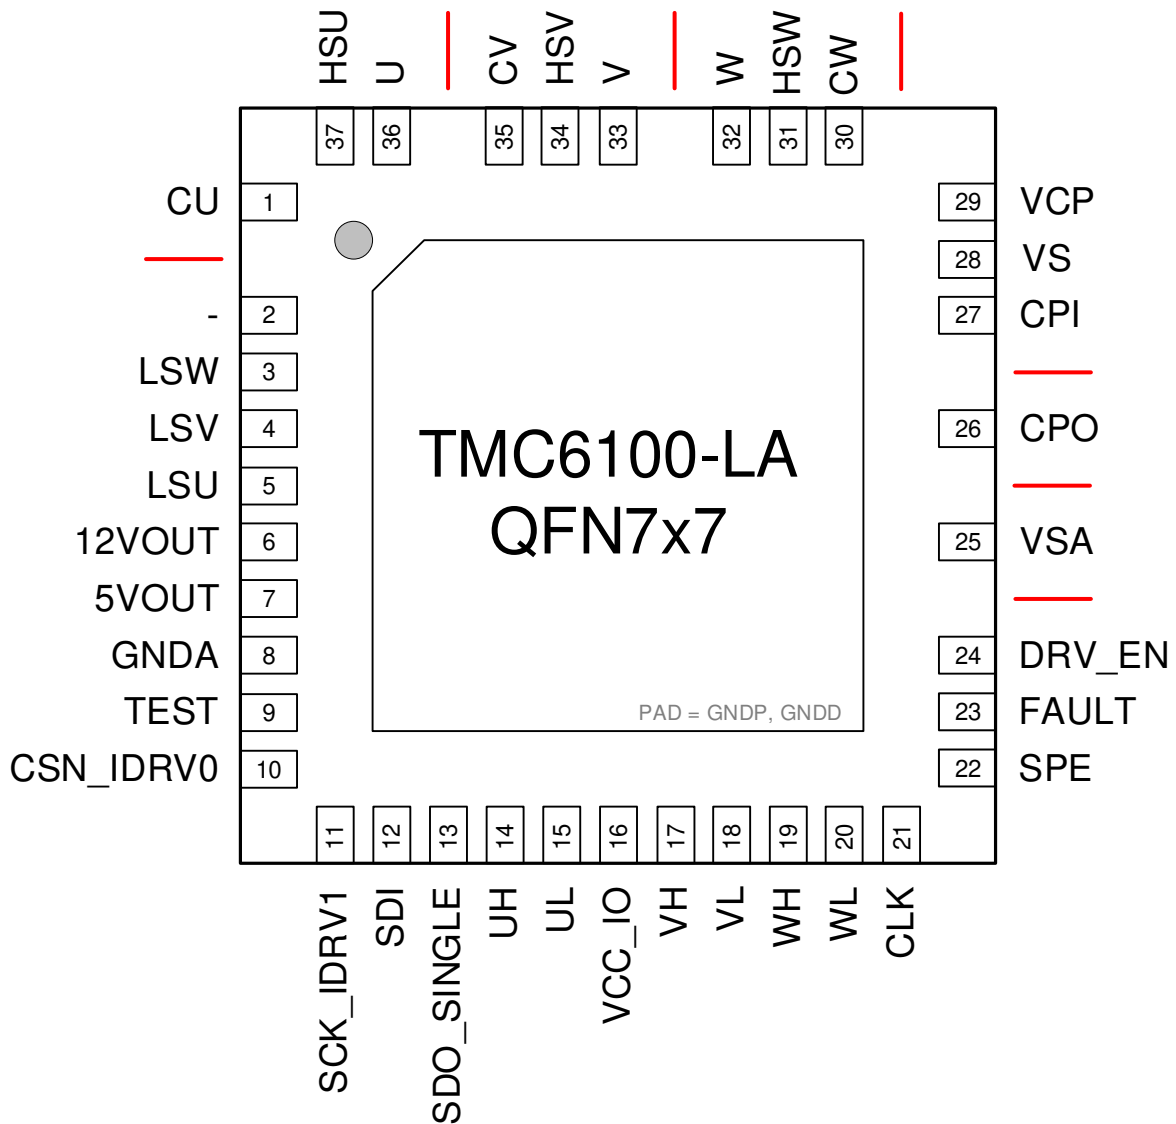 HSU
U
CV
HSV
V
W
HSW
CW
37
36
35
34
33
32
31
30
CU 1
- 2
LSW 3
LSV 4
LSU 5
12VOUT 6
5VOUT 7
GNDA 8
TEST 9
CSN_IDRV0 10
TMC6100-LA
QFN7x7
PAD = GNDP, GNDD
29 VCP
28 VS
27 CPI
26 CPO
25 VSA
24 DRV_EN
23 FAULT
22 SPE
11
12
13
14
15
16
17
18
19
20
21
SCK_IDRV1
SDI
SDO_SINGLE
UH
UL
VCC_IO
VH
VL
WH
WL
CLK